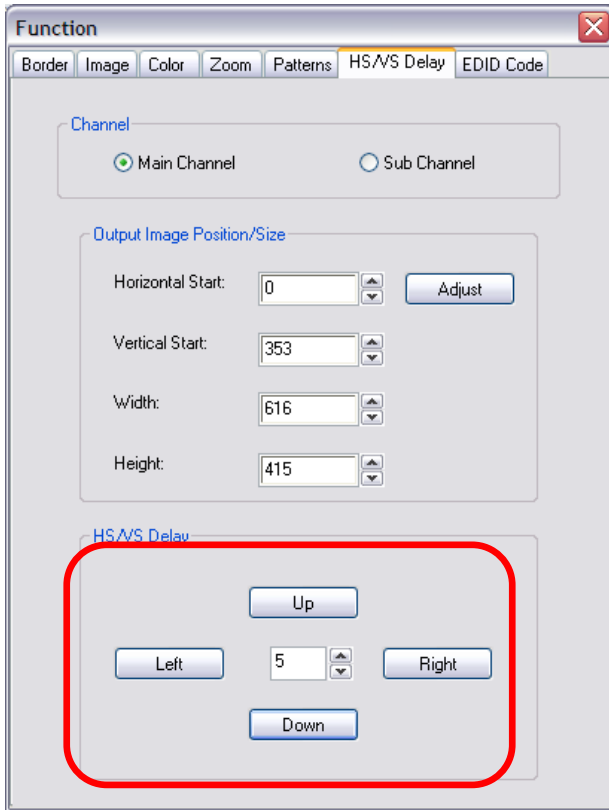 Function
Border Image Color Zoom Patterns HS/VS Delay EDID Code
Channel
Main Channel Sub Channel
Output Image Position/Size
Horizontal Start: 0 Adjust
Vertical Start: 353
Width: 616
Height: 415
HS/VS Delay
Up
Left 5 Right
Down